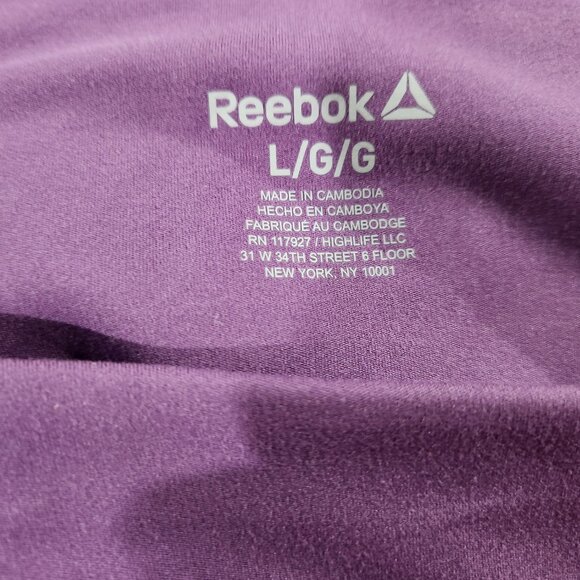 Reebok
L/G/G
MADE IN CAMBODIA
HECHO EN CAMBOYA
FABRIQUÉ AU CAMBODGE
RN 117927 / HIGHLIFE LLC
31 W 34TH STREET 6 FLOOR
NEW YORK, NY 10001